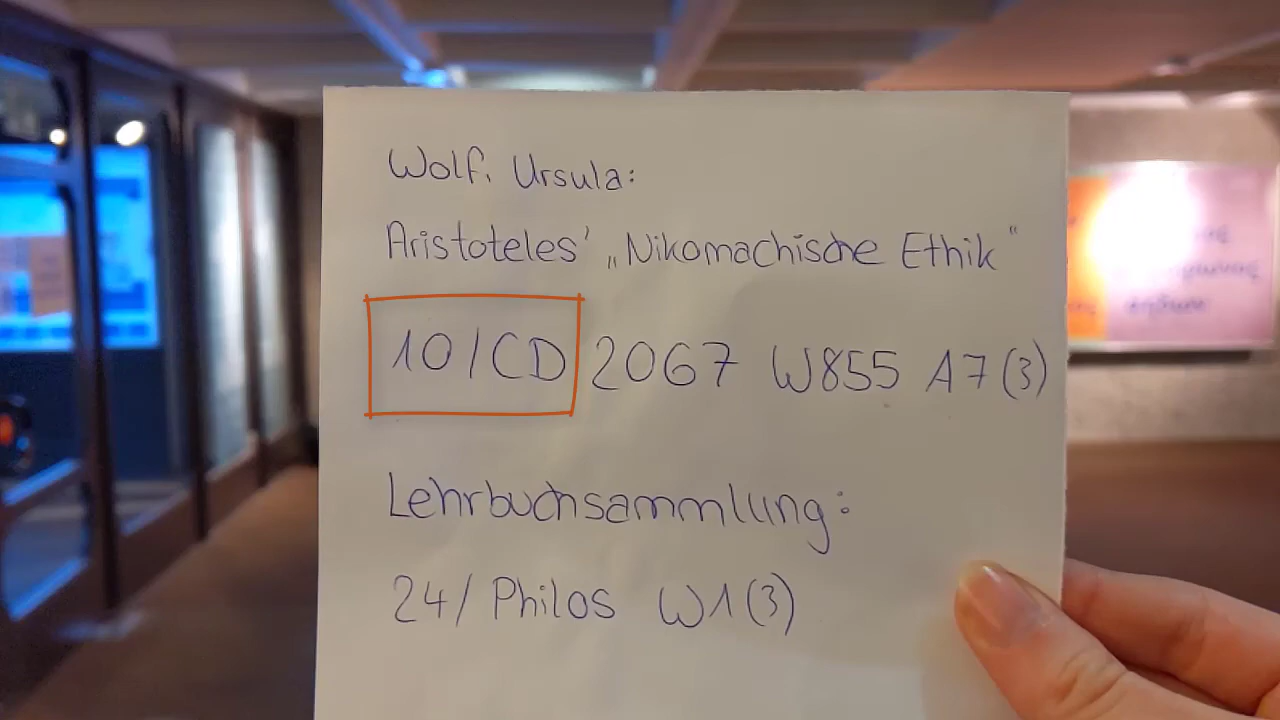 Wolf, Ursula:
Aristoteles' „Nikomachische Ethik“
10/CD 2067 W855 A7(3)
Lehrbuchsammlung:
24/ Philos W1(3)